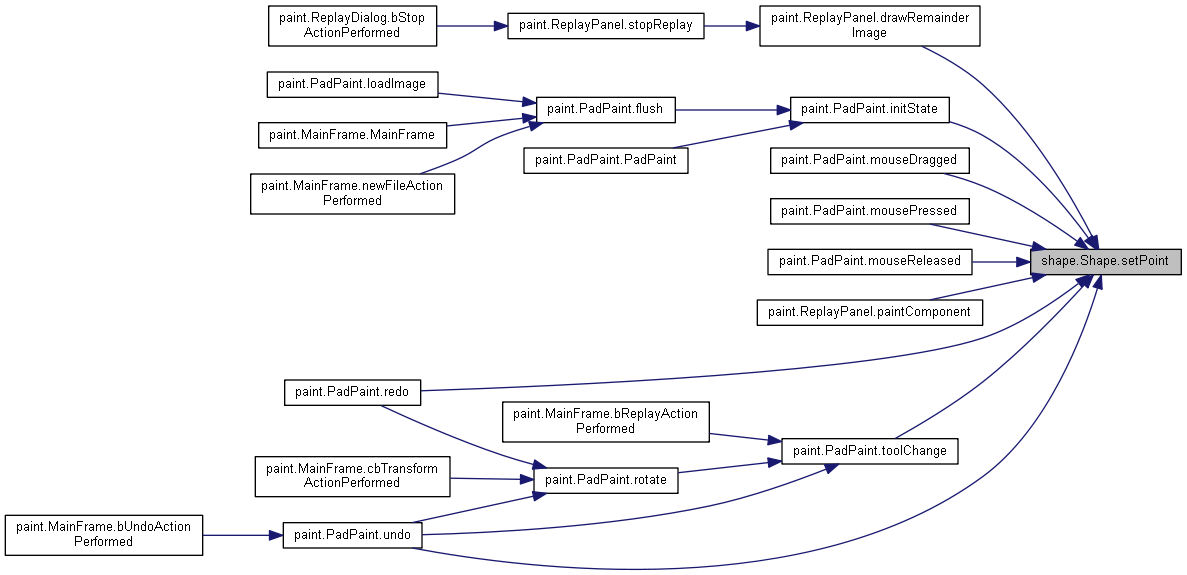 paint.ReplayDialog.bStop
ActionPerformed
paint.ReplayPanel.stopReplay
paint.ReplayPanel.drawRemainder
Image
paint.PadPaint.loadImage
paint.PadPaint.flush
paint.PadPaint.initState
paint.MainFrame.MainFrame
paint.PadPaint.PadPaint
paint.PadPaint.mouseDragged
paint.MainFrame.newFileAction
Performed
paint.PadPaint.mousePressed
paint.PadPaint.mouseReleased
shape.Shape.setPoint
paint.ReplayPanel.paintComponent
paint.PadPaint.redo
paint.MainFrame.bReplayAction
Performed
paint.PadPaint.toolChange
paint.MainFrame.cbTransform
ActionPerformed
paint.PadPaint.rotate
paint.MainFrame.bUndoAction
Performed
paint.PadPaint.undo